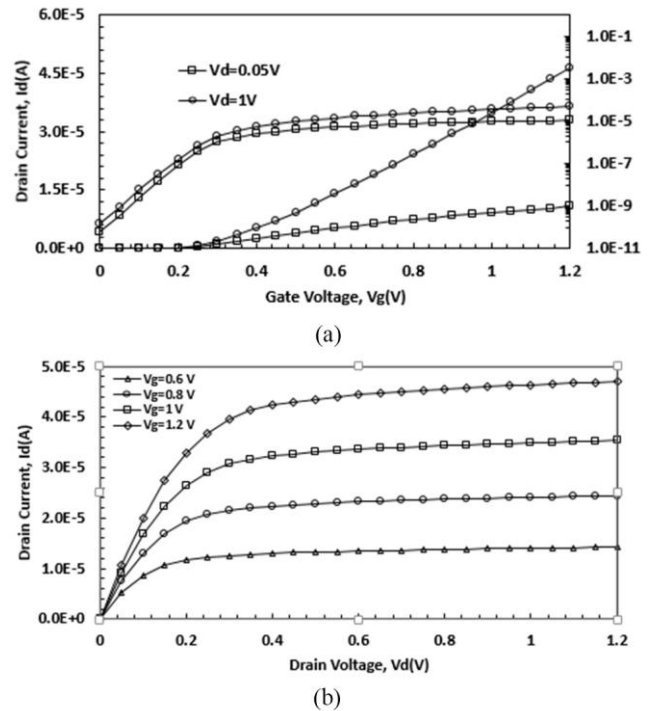 6.0E-5
4.5E-5
3.0E-5
1.5E-5
0.0E+0
Drain Current, Id(A)
Vd=0.05V
Vd=1V
1.0E-1
1.0E-3
1.0E-5
1.0E-7
1.0E-9
1.0E-11
0 0.2 0.4 0.6 0.8 1 1.2
Gate Voltage, Vg(V)
(a)
5.0E-5
4.0E-5
3.0E-5
2.0E-5
1.0E-5
0.0E+0
Drain Current, Id(A)
Vg=0.6 V
Vg=0.8 V
Vg=1 V
Vg=1.2 V
0 0.2 0.4 0.6 0.8 1 1.2
Drain Voltage, Vd(V)
(b)